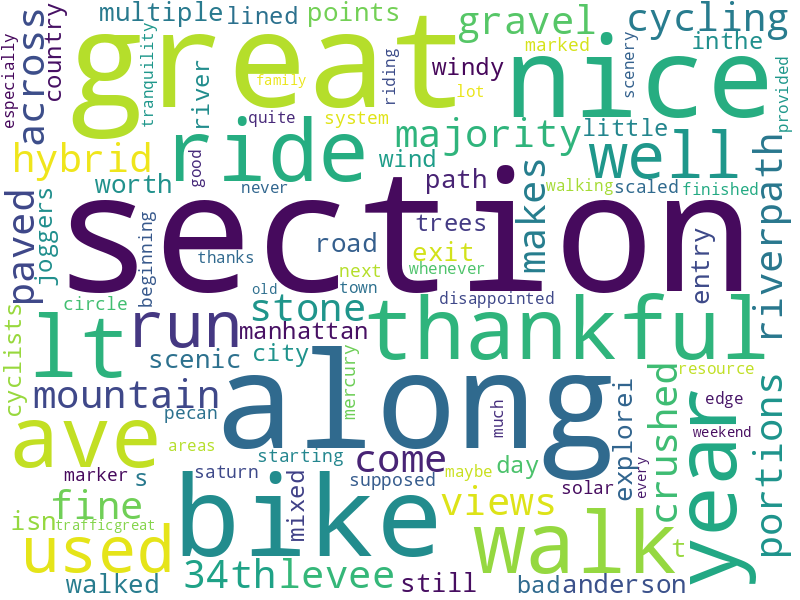 multiple lined points gravel cycling
especially across country great tranquility river family riding windy marked inthe nice scenery provided
hybrid ride quite system lot majority little well
good wind
worth path makes walking scaled finished riverpath
paved joggers section never trees
beginning thanks road exit entry
next whenever
circle old town disappointed
cyclists lt run stone thankful
manhattan
scenic city mercury along
mountain explorei crushed resource
pecan much year edge portions
ave areas weekend
starting come day
marker s saturn mixed bike supposed maybe solar every
fine views walk
isn trafficgreat t
used 34th levee still
walked bad anderson